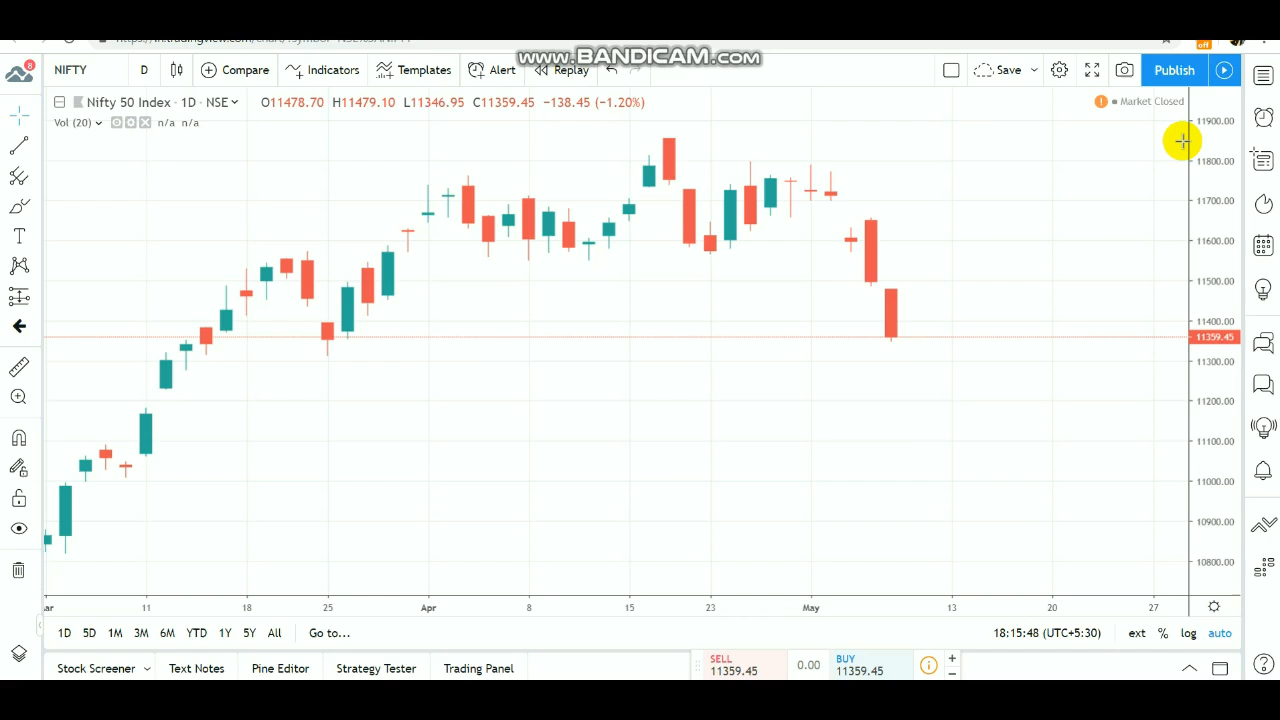 www.BANDICAM.com
8
NIFTY D Compare Indicators Templates Alert Replay Save Publish
off
Nifty 50 Index · 1D · NSE O11478.70 H11479.10 L11346.95 C11359.45 −138.45 (−1.20%) Market Closed
Vol (20) n/a n/a
11900.00
11800.00
11700.00
11600.00
11500.00
11400.00
11359.45
11300.00
11200.00
11100.00
11000.00
10900.00
10800.00
ar 11 18 25 Apr 8 15 23 May 13 20 27
1D 5D 1M 3M 6M YTD 1Y 5Y All Go to... 18:15:48 (UTC+5:30) ext % log auto
Stock Screener Text Notes Pine Editor Strategy Tester Trading Panel SELL 11359.45 0.00 BUY 11359.45